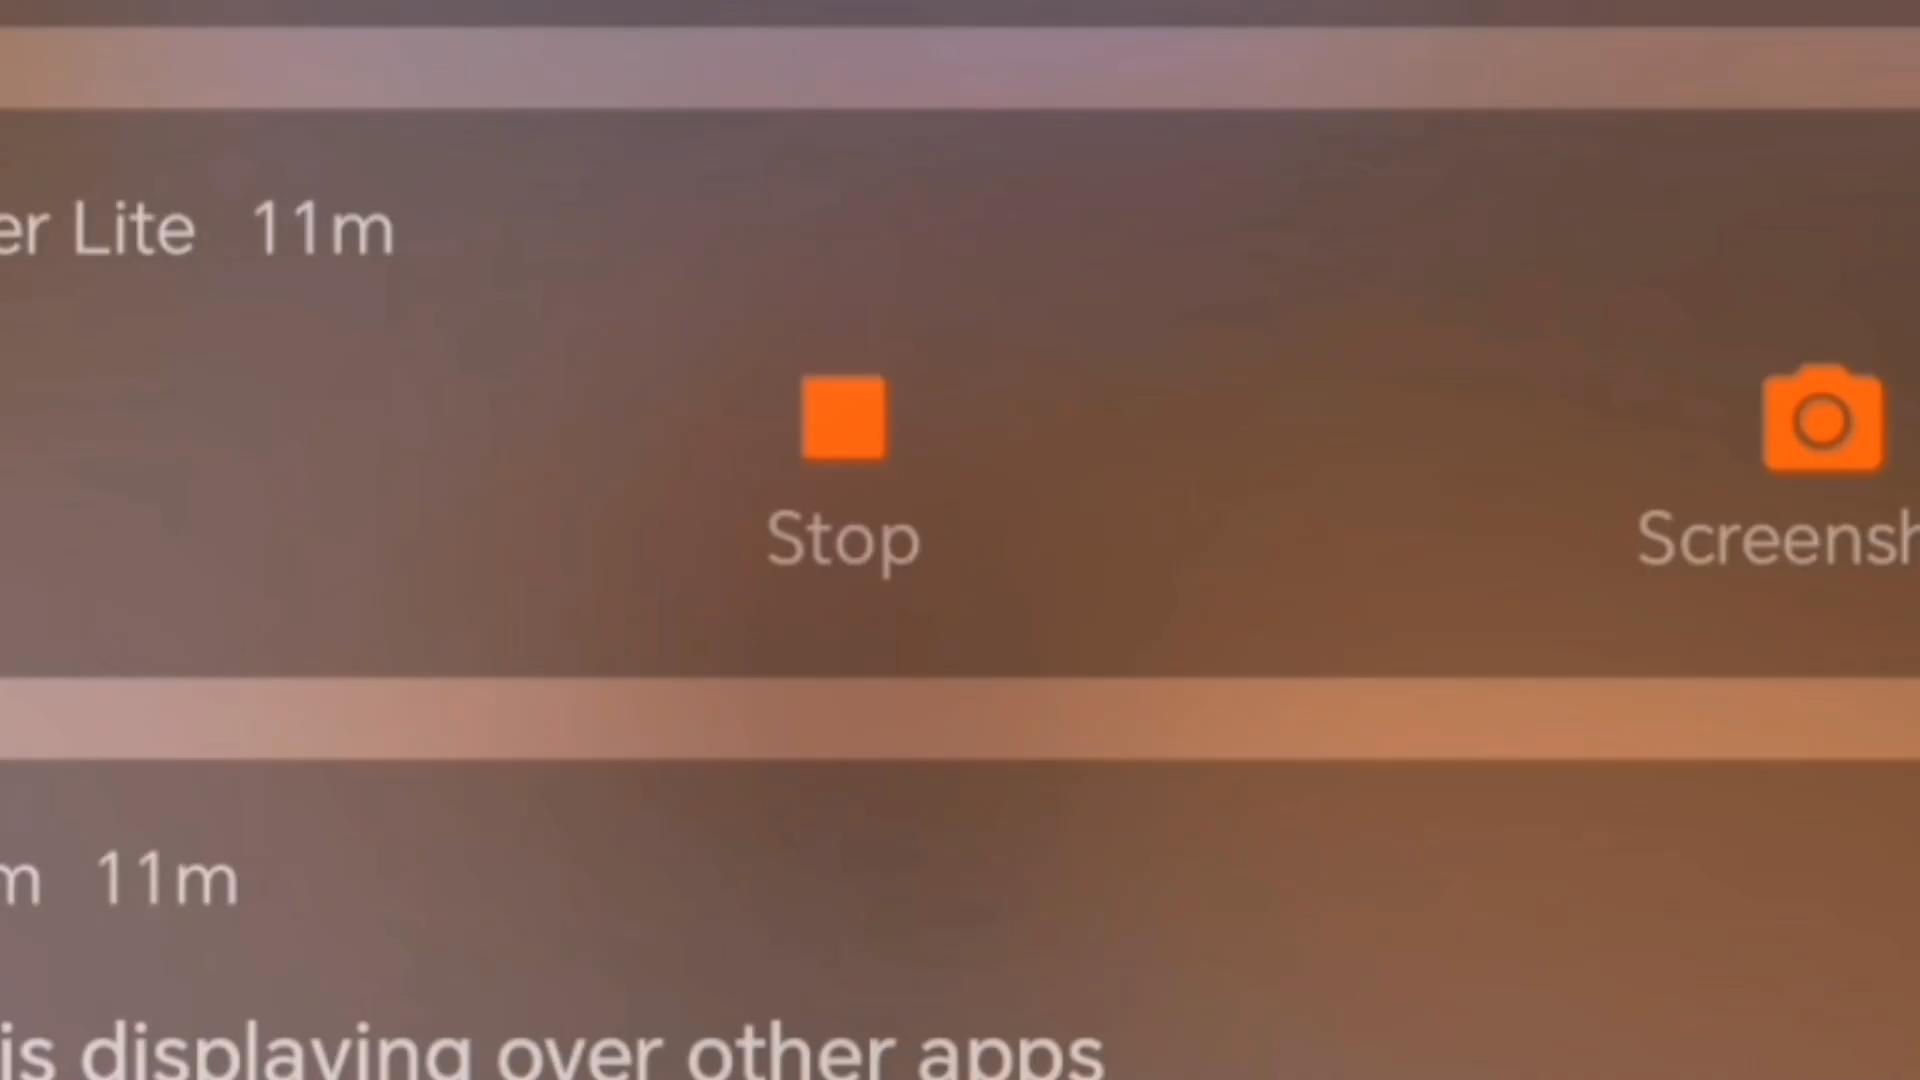 er Lite 11m
Stop
Screensh
m 11m
is displaying over other apps